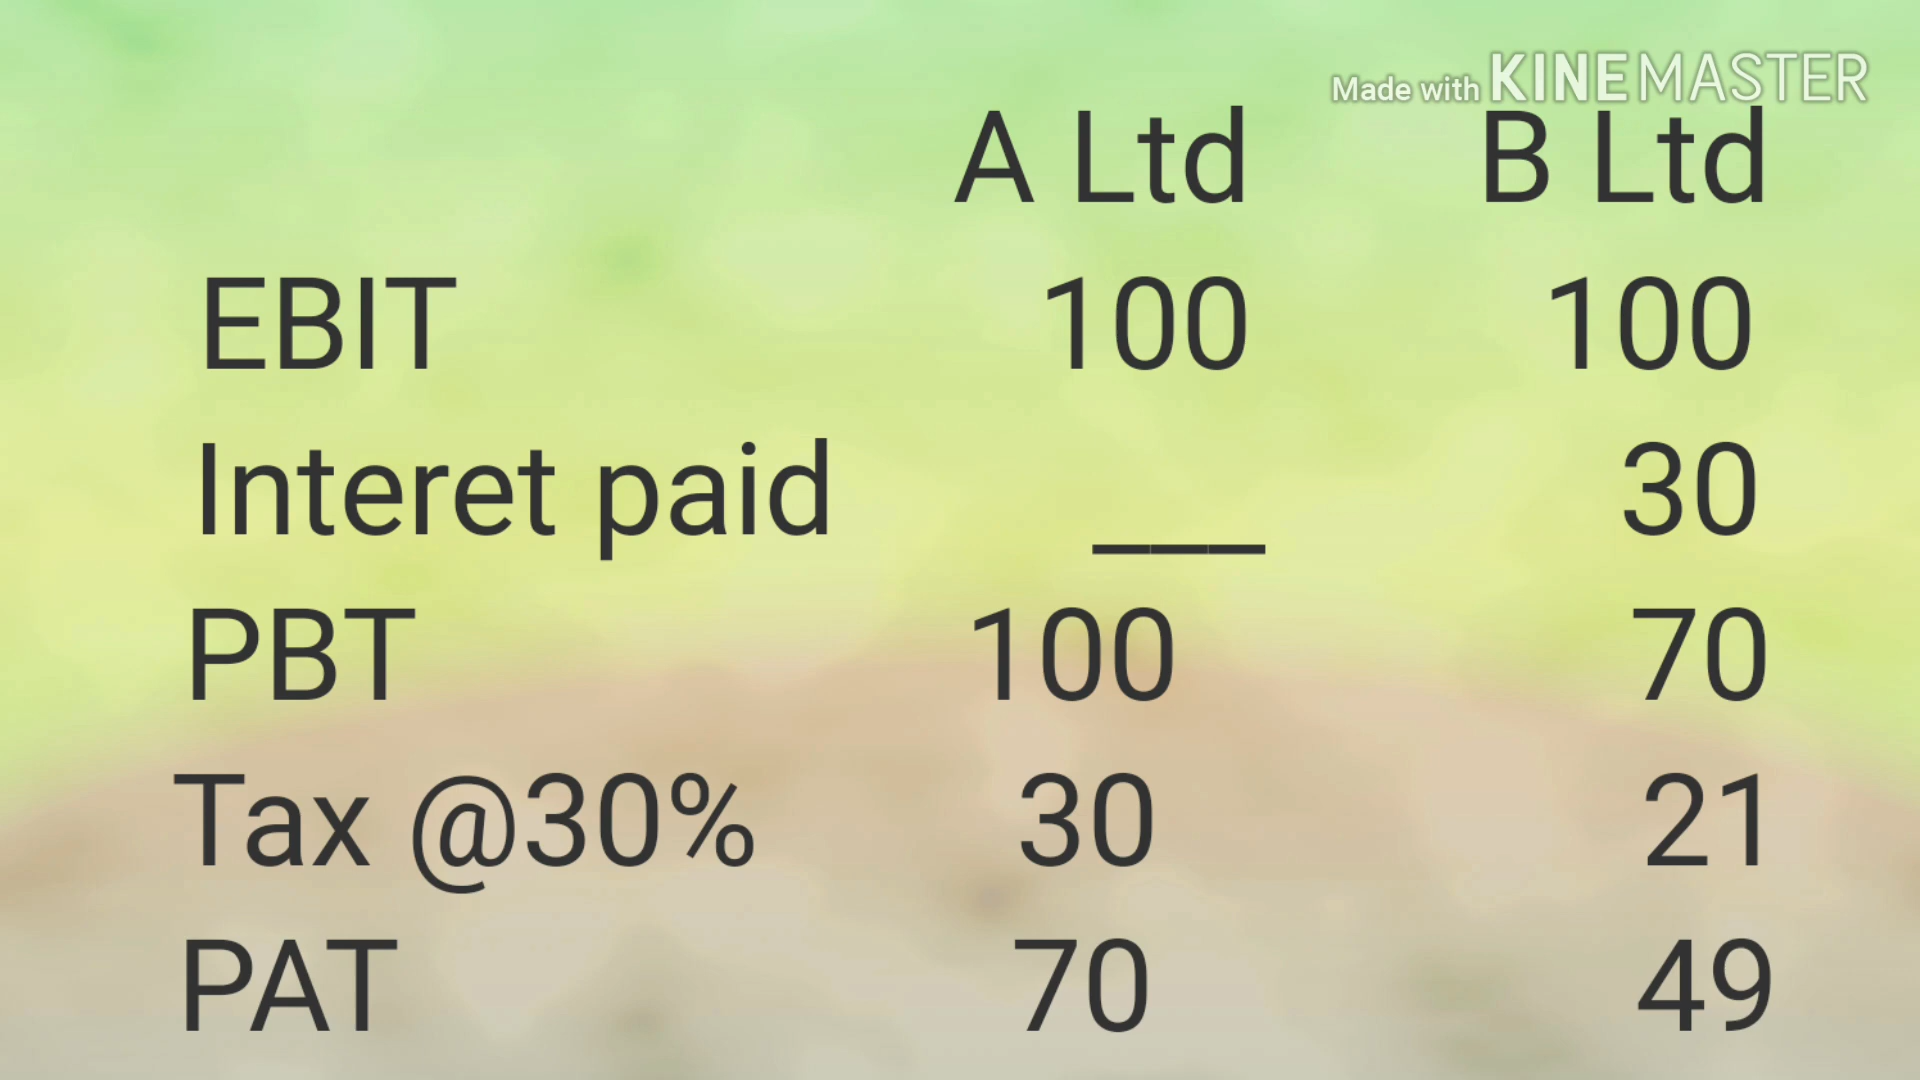 Made with KINEMASTER
A Ltd B Ltd
EBIT 100 100
Interet paid ___ 30
PBT 100 70
Tax @30% 30 21
PAT 70 49